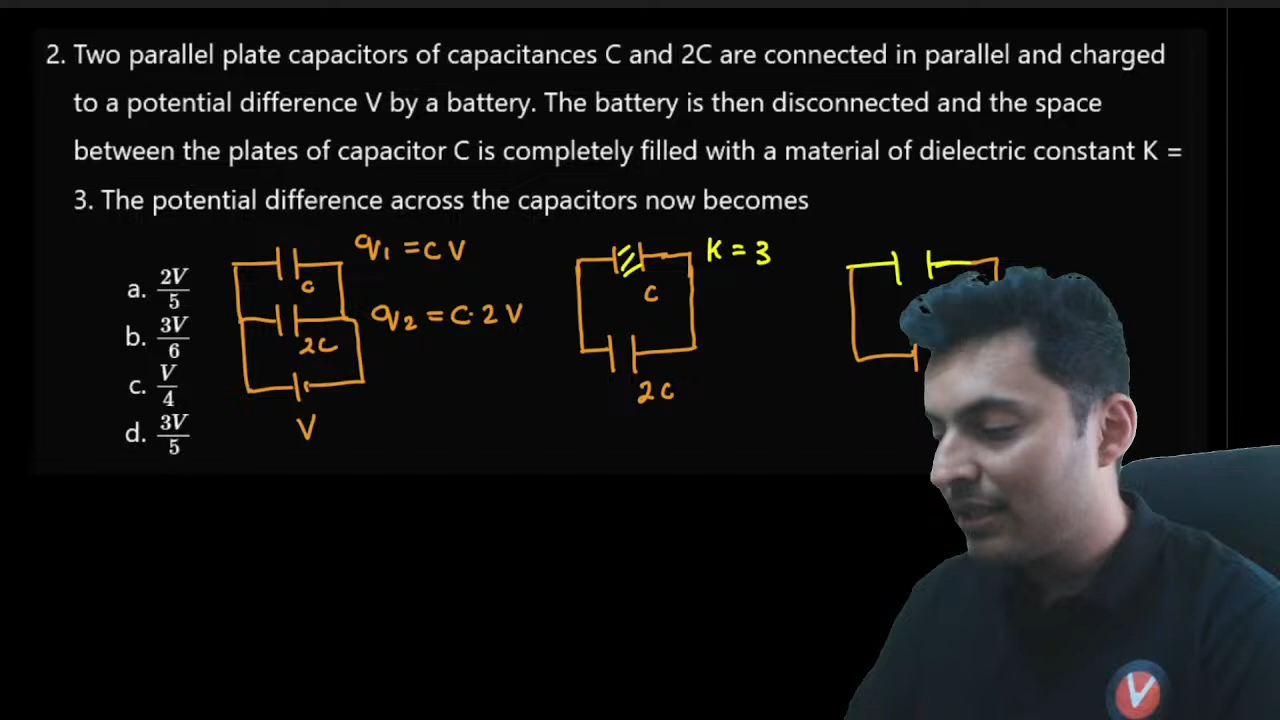 2. Two parallel plate capacitors of capacitances C and 2C are connected in parallel and charged
to a potential difference V by a battery. The battery is then disconnected and the space
between the plates of capacitor C is completely filled with a material of dielectric constant K =
3. The potential difference across the capacitors now becomes
a. 2V/5
b. 3V/6
c. V/4
d. 3V/5
q₁ = CV
C
q₂ = C·2V
2C
V
K = 3
C
2C
V